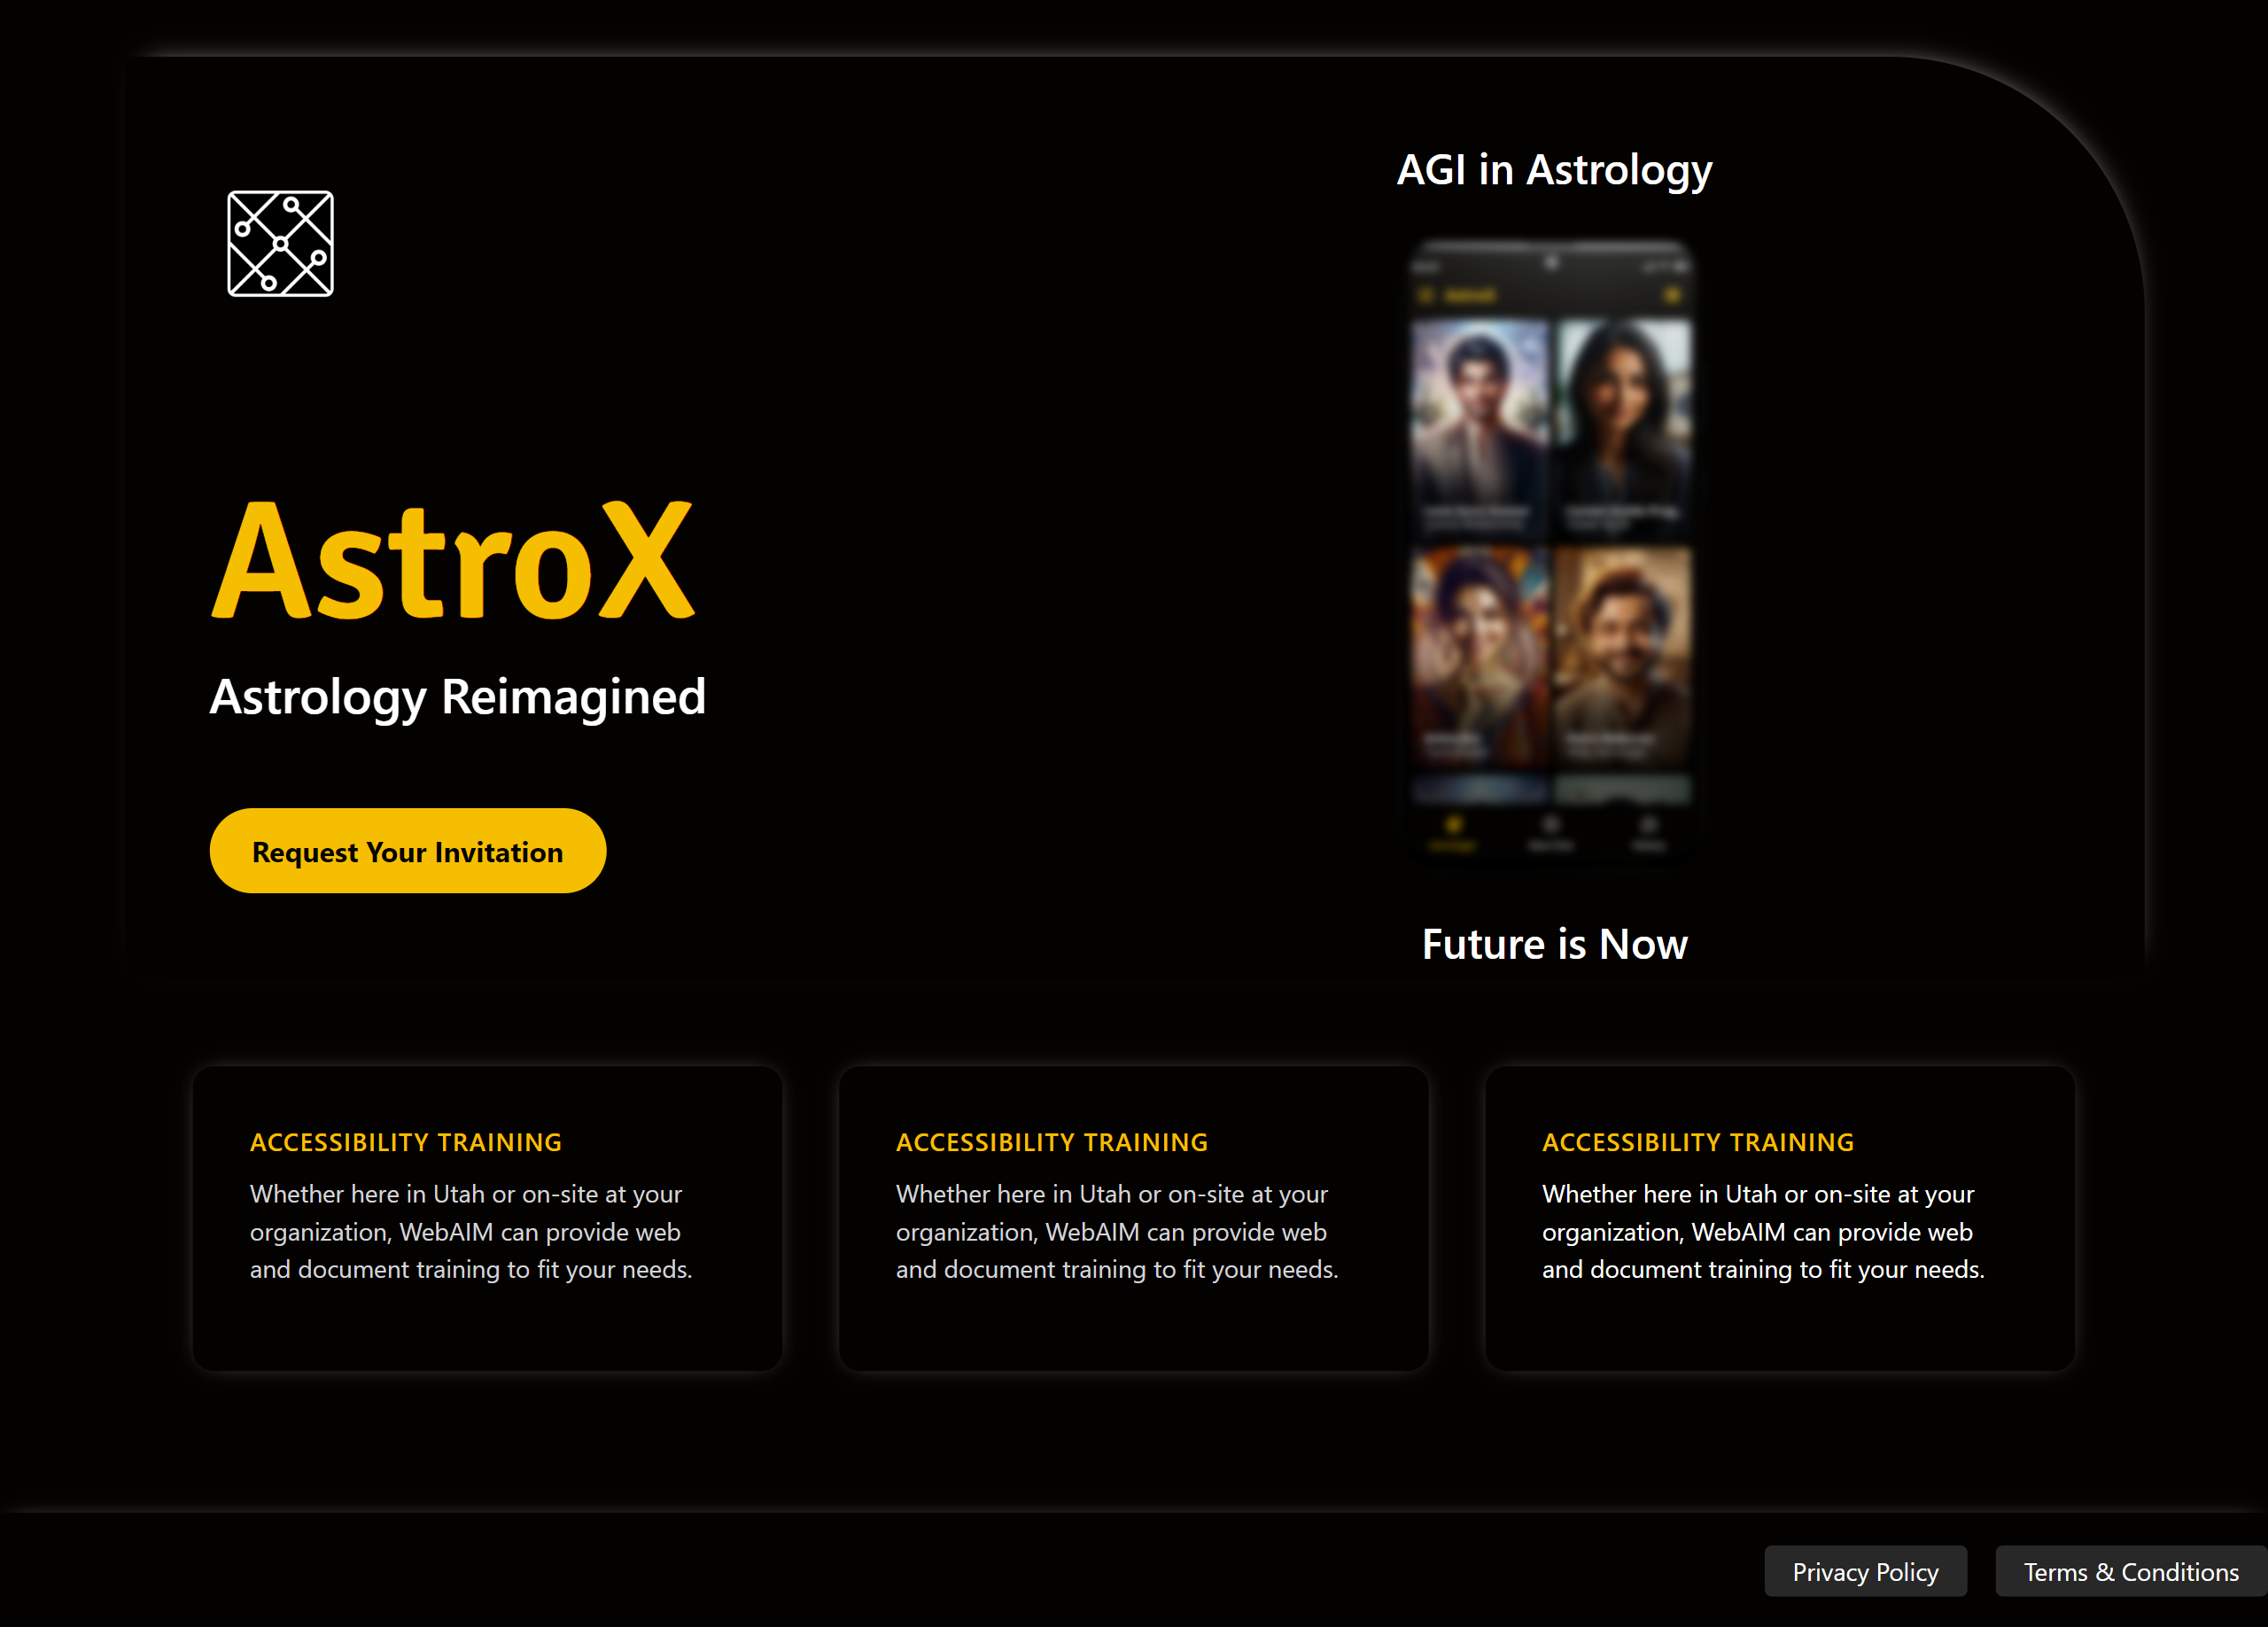 AGI in Astrology
AstroX
AstroX
Astrology Reimagined
Request Your Invitation
Future is Now
ACCESSIBILITY TRAINING
Whether here in Utah or on-site at your
organization, WebAIM can provide web
and document training to fit your needs.
ACCESSIBILITY TRAINING
Whether here in Utah or on-site at your
organization, WebAIM can provide web
and document training to fit your needs.
ACCESSIBILITY TRAINING
Whether here in Utah or on-site at your
organization, WebAIM can provide web
and document training to fit your needs.
Privacy Policy
Terms & Conditions